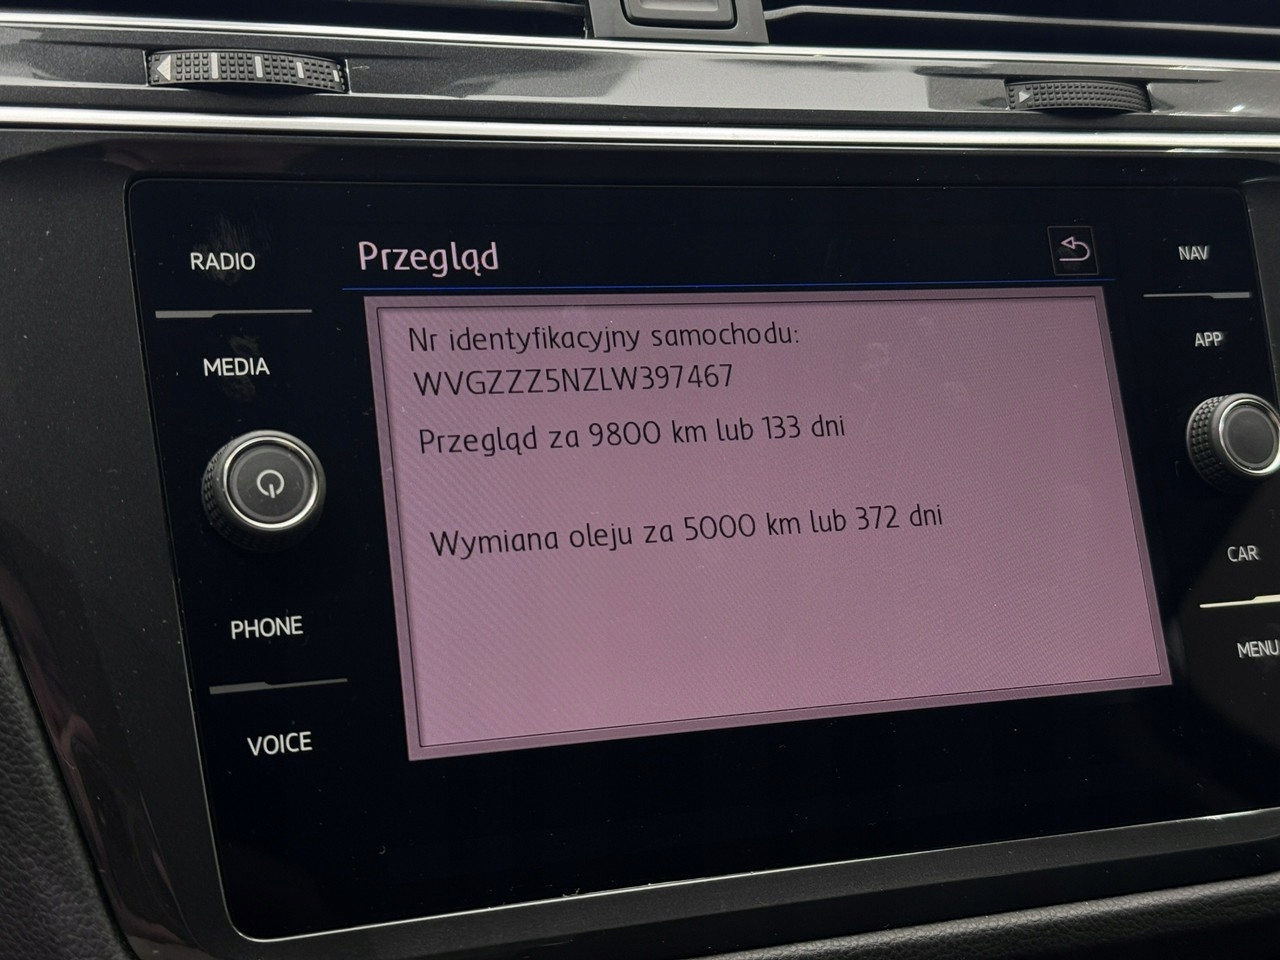 RADIO
MEDIA
PHONE
VOICE
Przegląd
Nr identyfikacyjny samochodu:
WVGZZZ5NZLW397467
Przegląd za 9800 km lub 133 dni
Wymiana oleju za 5000 km lub 372 dni
NAV
APP
CAR
MENU